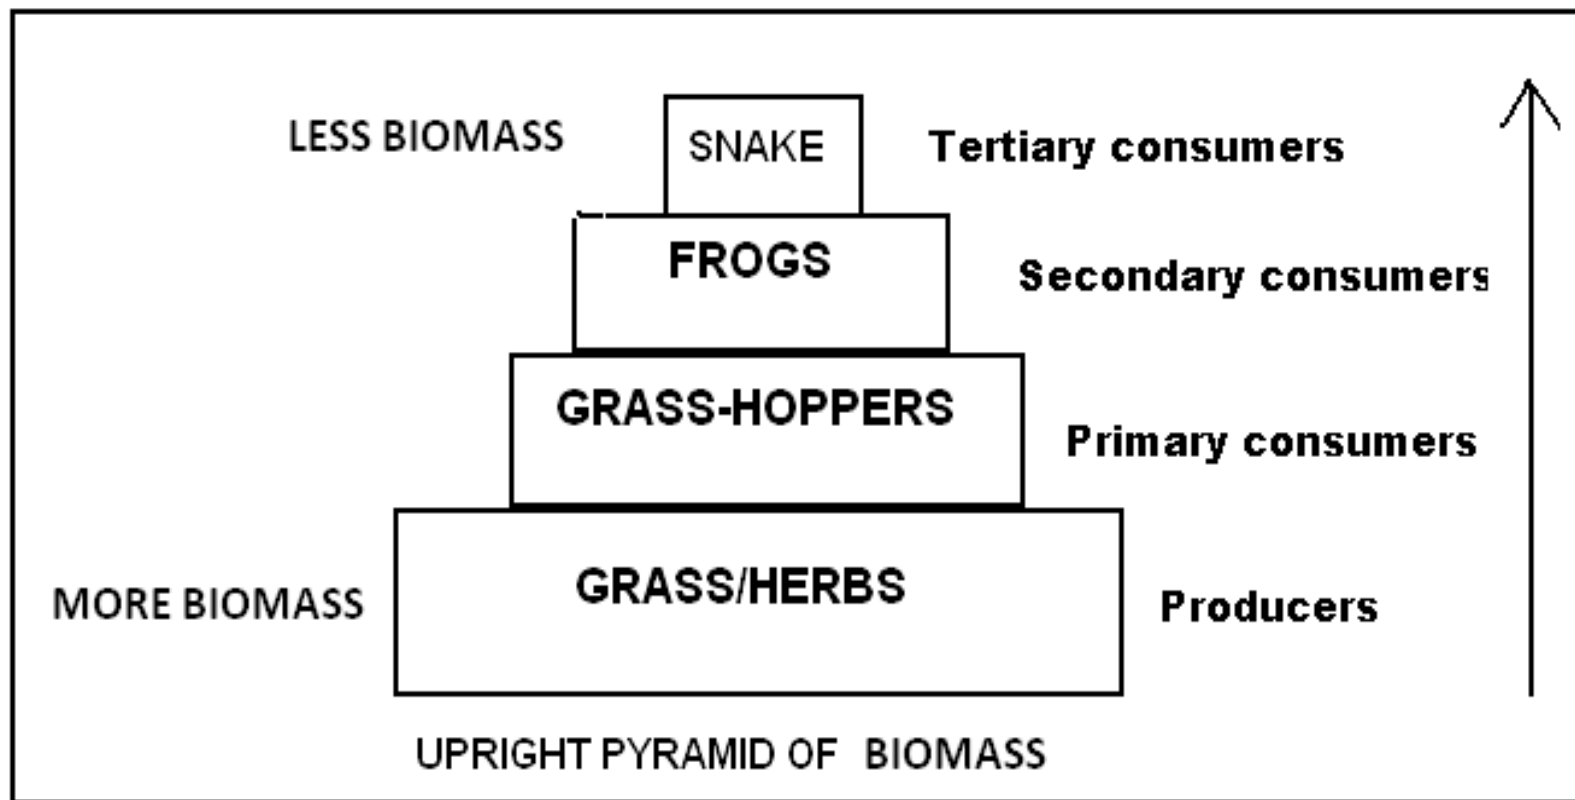 LESS BIOMASS SNAKE Tertiary consumers
FROGS Secondary consumers
GRASS-HOPPERS Primary consumers
MORE BIOMASS GRASS/HERBS Producers
UPRIGHT PYRAMID OF BIOMASS